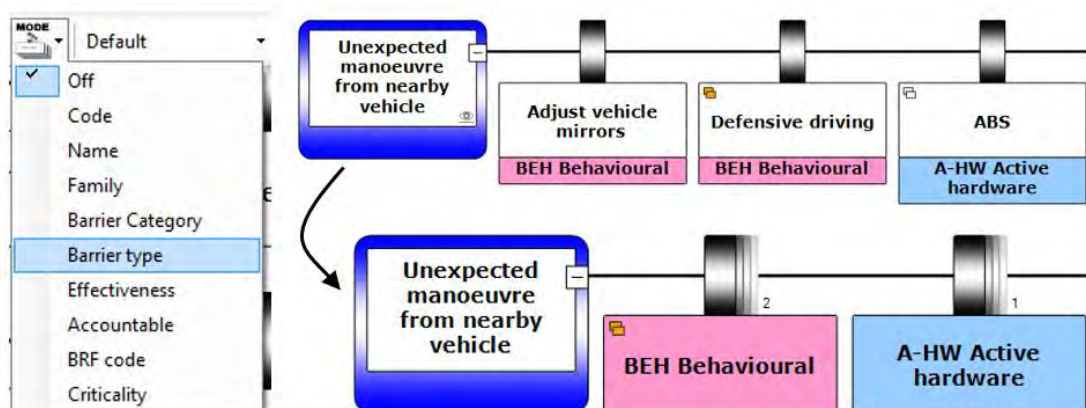 MODE
Default
Off
Code
Name
Family
Barrier Category
Barrier type
Effectiveness
Accountable
BRF code
Criticality
Unexpected
manoeuvre
from nearby
vehicle
Adjust vehicle
mirrors
BEH Behavioural
Defensive driving
BEH Behavioural
ABS
A-HW Active
hardware
Unexpected
manoeuvre
from nearby
vehicle
2
BEH Behavioural
1
A-HW Active
hardware